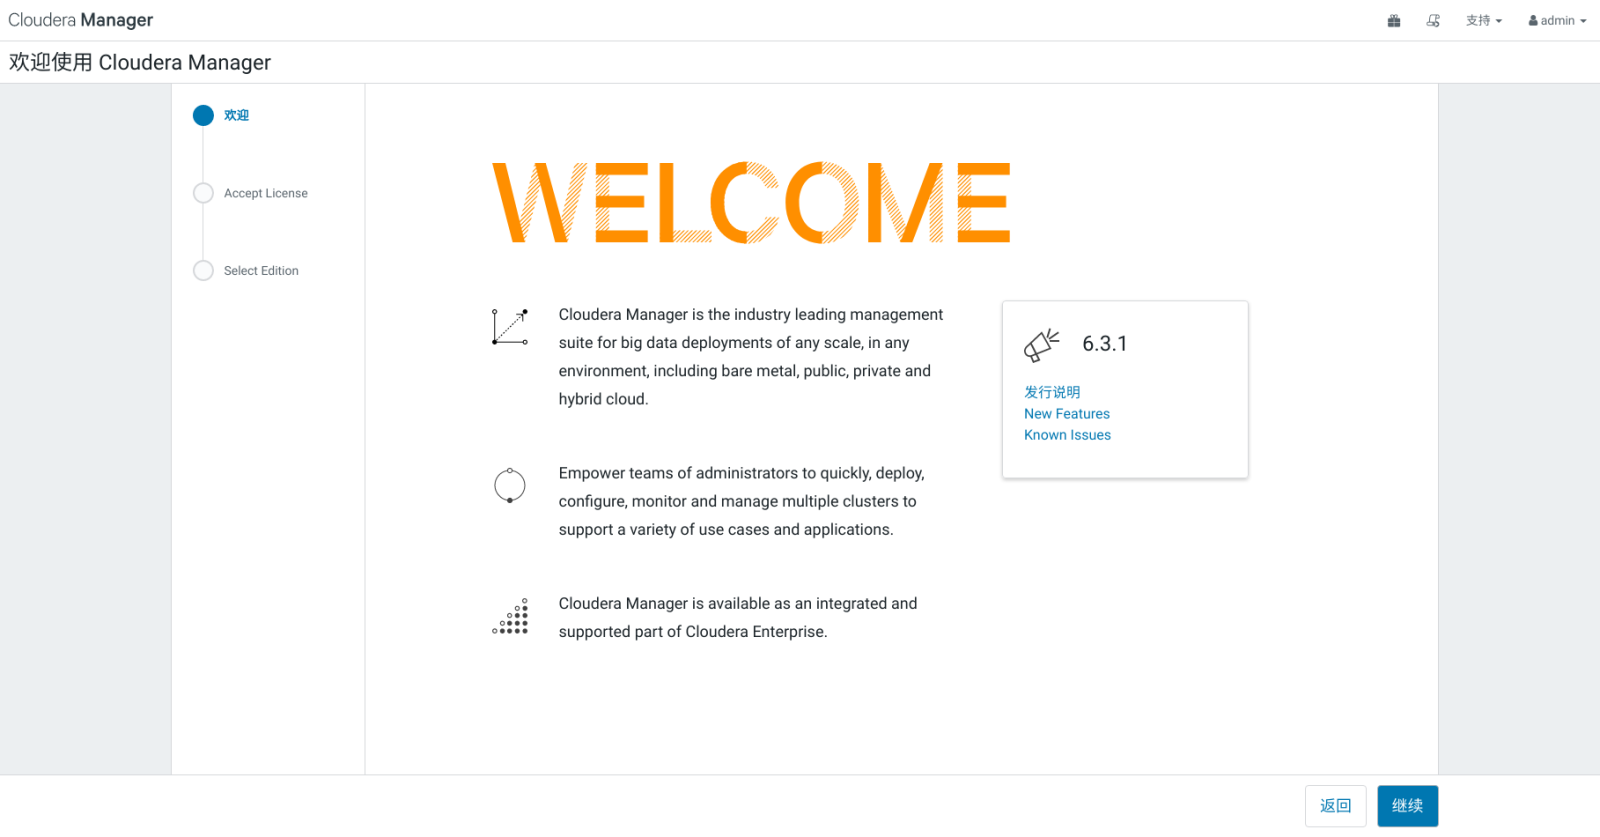 Cloudera Manager
支持
admin
欢迎使用 Cloudera Manager
欢迎
Accept License
Select Edition
WELCOME
Cloudera Manager is the industry leading management
suite for big data deployments of any scale, in any
environment, including bare metal, public, private and
hybrid cloud.
6.3.1
发行说明
New Features
Known Issues
Empower teams of administrators to quickly, deploy,
configure, monitor and manage multiple clusters to
support a variety of use cases and applications.
Cloudera Manager is available as an integrated and
supported part of Cloudera Enterprise.
返回
继续